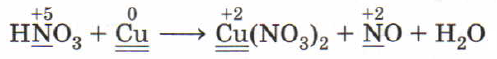 +5 0 +2 +2
HNO₃ + Cu ⟶ Cu(NO₃)₂ + NO + H₂O